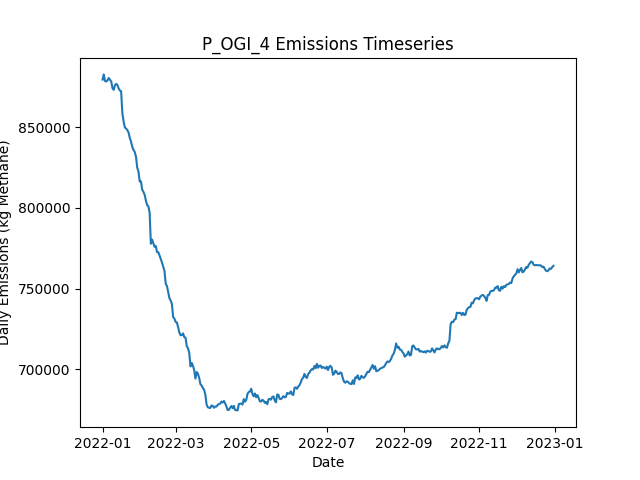 P_OGI_4 Emissions Timeseries
Daily Emissions (kg Methane)
850000
800000
750000
700000
2022-01 2022-03 2022-05 2022-07 2022-09 2022-11 2023-01
Date